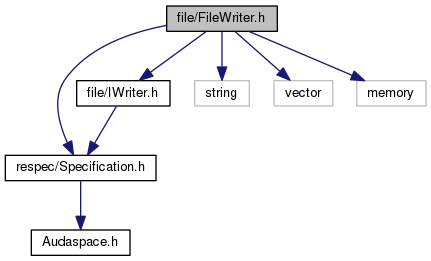 file/FileWriter.h
file/IWriter.h
string
vector
memory
respec/Specification.h
Audaspace.h